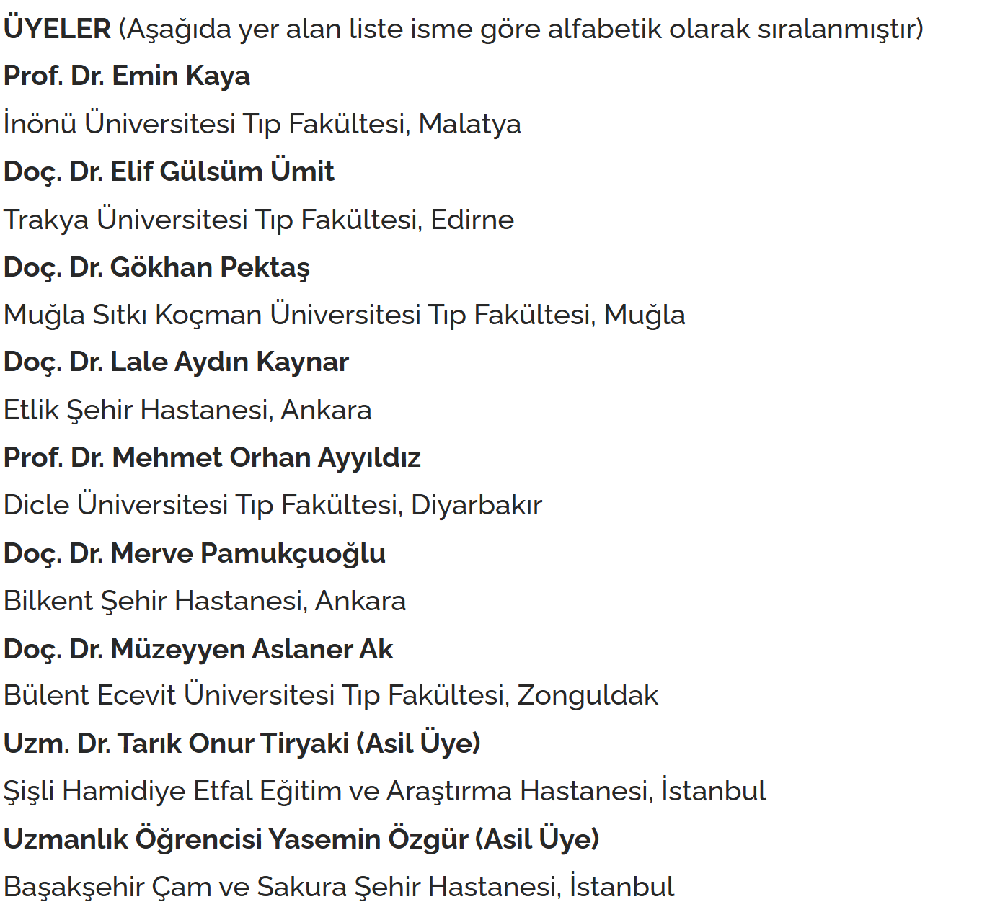 ÜYELER (Aşağıda yer alan liste isme göre alfabetik olarak sıralanmıştır)
Prof. Dr. Emin Kaya
İnönü Üniversitesi Tıp Fakültesi, Malatya
Doç. Dr. Elif Gülsüm Ümit
Trakya Üniversitesi Tıp Fakültesi, Edirne
Doç. Dr. Gökhan Pektaş
Muğla Sıtkı Koçman Üniversitesi Tıp Fakültesi, Muğla
Doç. Dr. Lale Aydın Kaynar
Etlik Şehir Hastanesi, Ankara
Prof. Dr. Mehmet Orhan Ayyıldız
Dicle Üniversitesi Tıp Fakültesi, Diyarbakır
Doç. Dr. Merve Pamukçuoğlu
Bilkent Şehir Hastanesi, Ankara
Doç. Dr. Müzeyyen Aslaner Ak
Bülent Ecevit Üniversitesi Tıp Fakültesi, Zonguldak
Uzm. Dr. Tarık Onur Tiryaki (Asil Üye)
Şişli Hamidiye Etfal Eğitim ve Araştırma Hastanesi, İstanbul
Uzmanlık Öğrencisi Yasemin Özgür (Asil Üye)
Başakşehir Çam ve Sakura Şehir Hastanesi, İstanbul